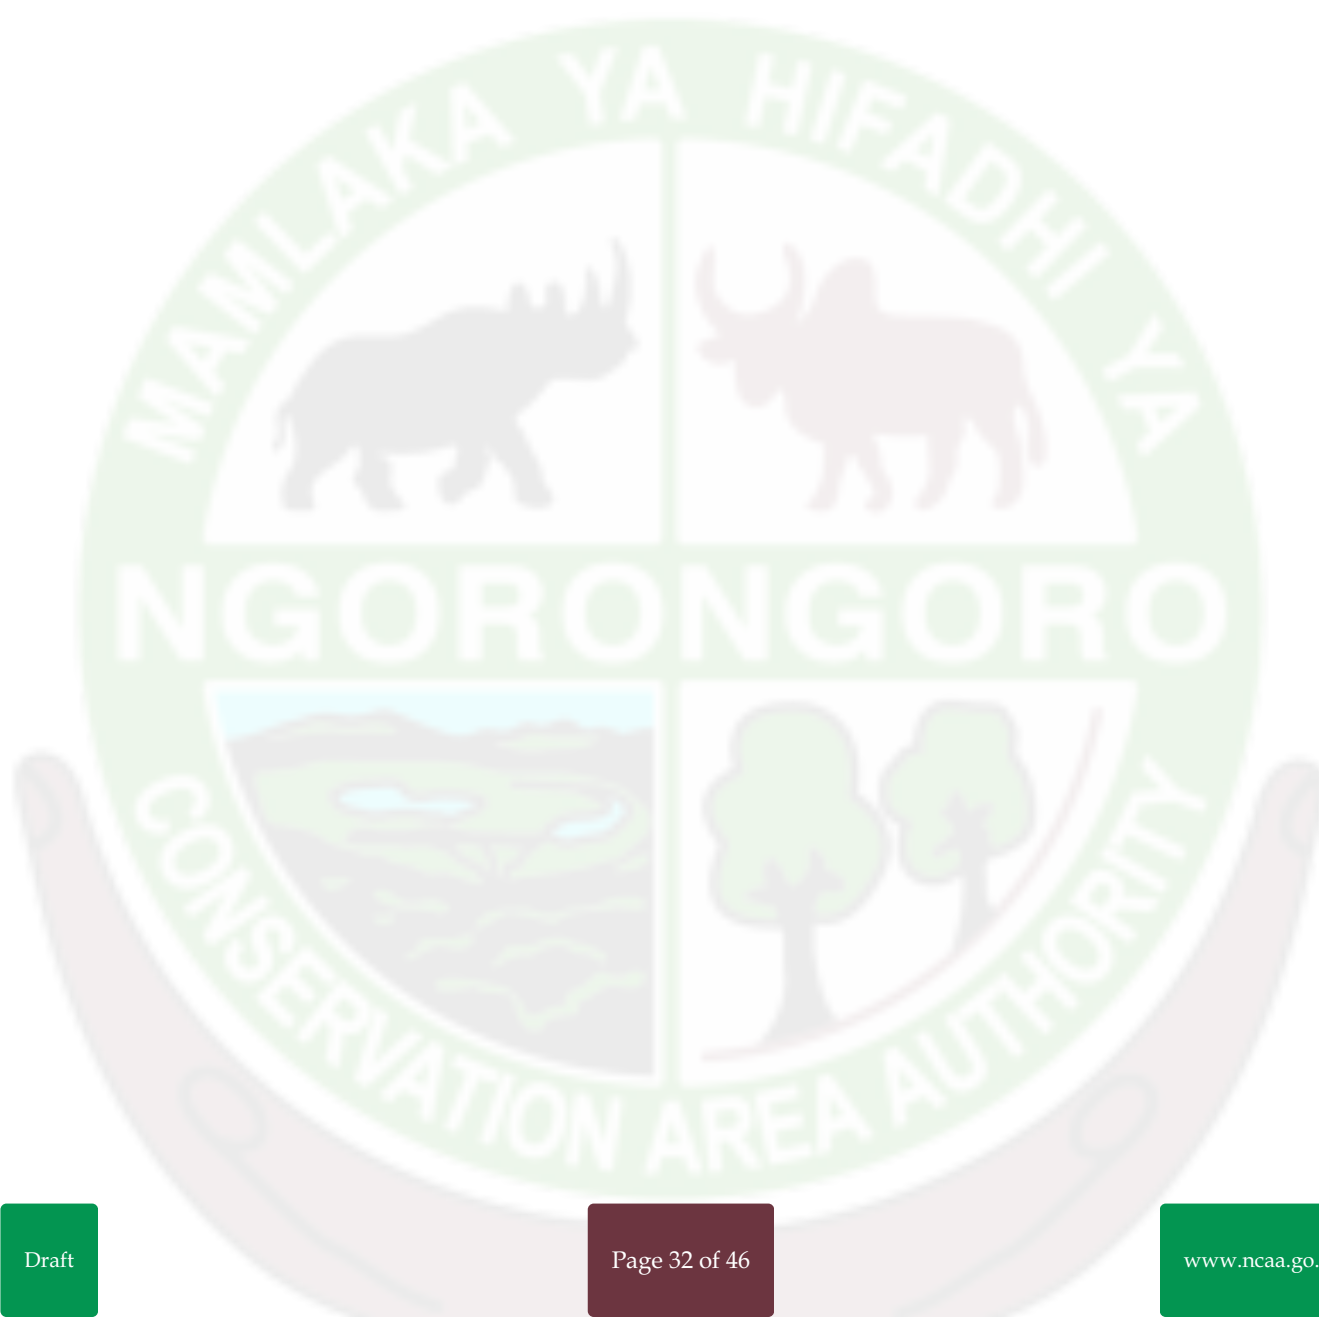 MAMLAKA YA HIFADHI YA
NGORONGORO
CONSERVATION AREA AUTHORITY
Draft
Page 32 of 46
www.ncaa.go.